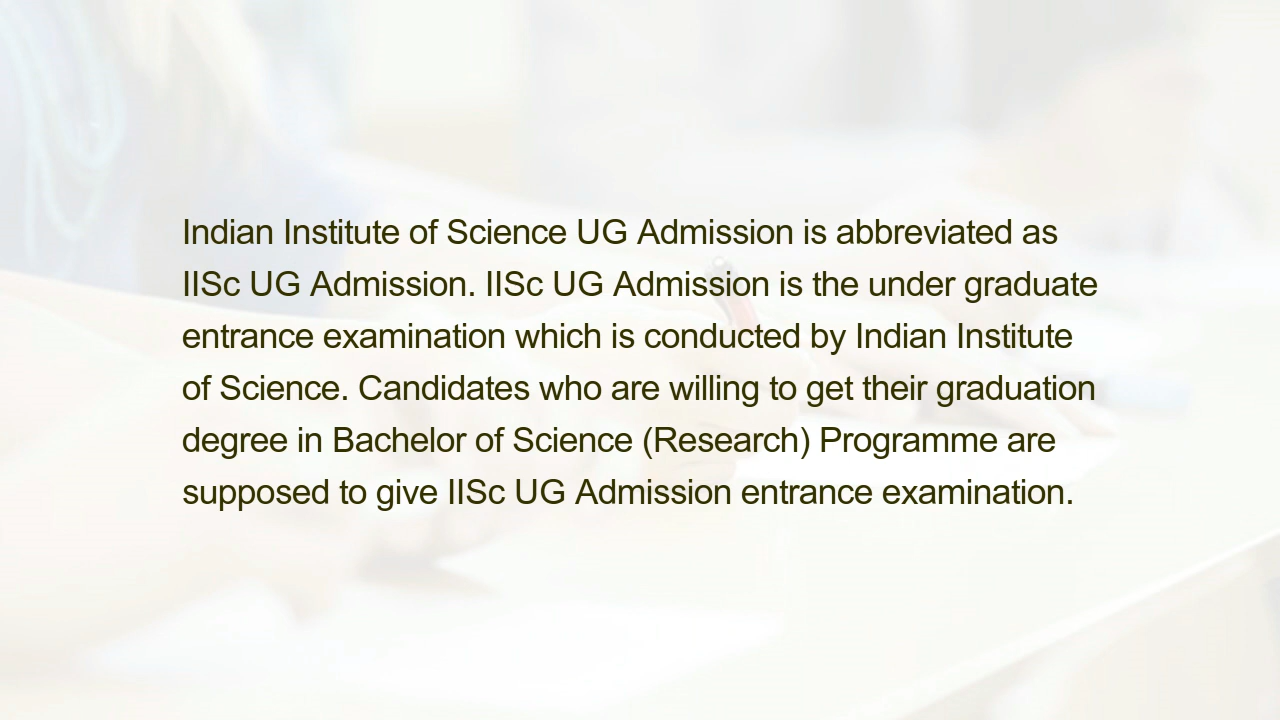 Indian Institute of Science UG Admission is abbreviated as
IISc UG Admission. IISc UG Admission is the under graduate
entrance examination which is conducted by Indian Institute
of Science. Candidates who are willing to get their graduation
degree in Bachelor of Science (Research) Programme are
supposed to give IISc UG Admission entrance examination.